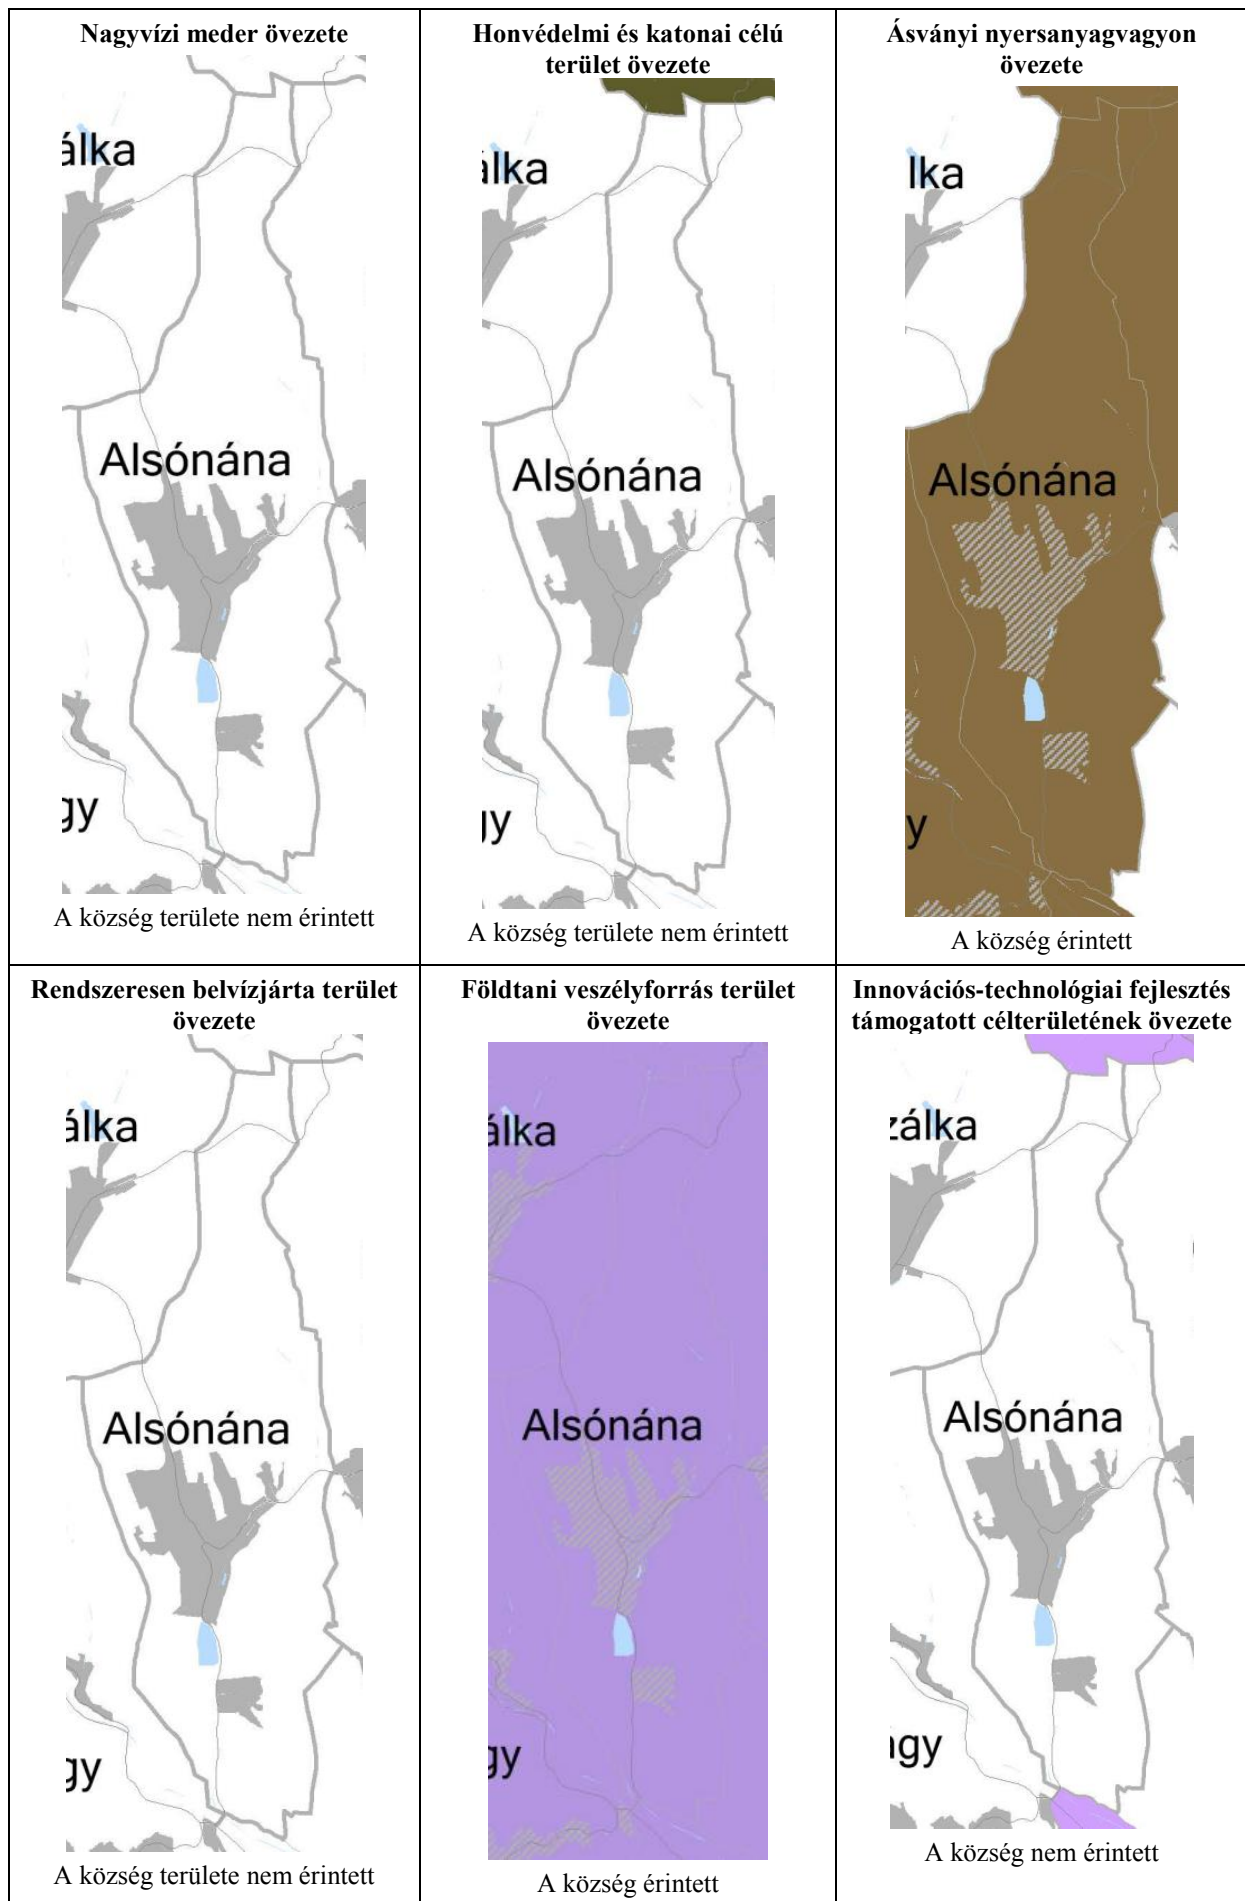 Nagyvízi meder övezete
álka
Alsónána
gy
A község területe nem érintett
Honvédelmi és katonai célú
terület övezete
álka
Alsónána
gy
A község területe nem érintett
Ásványi nyersanyagvagyon
övezete
lka
Alsónána
y
A község érintett
Rendszeresen belvízjárta terület
övezete
álka
Alsónána
gy
A község területe nem érintett
Földtani veszélyforrás terület
övezete
álka
Alsónána
gy
A község érintett
Innovációs-technológiai fejlesztés
támogatott célterületének övezete
zálka
Alsónána
agy
A község nem érintett